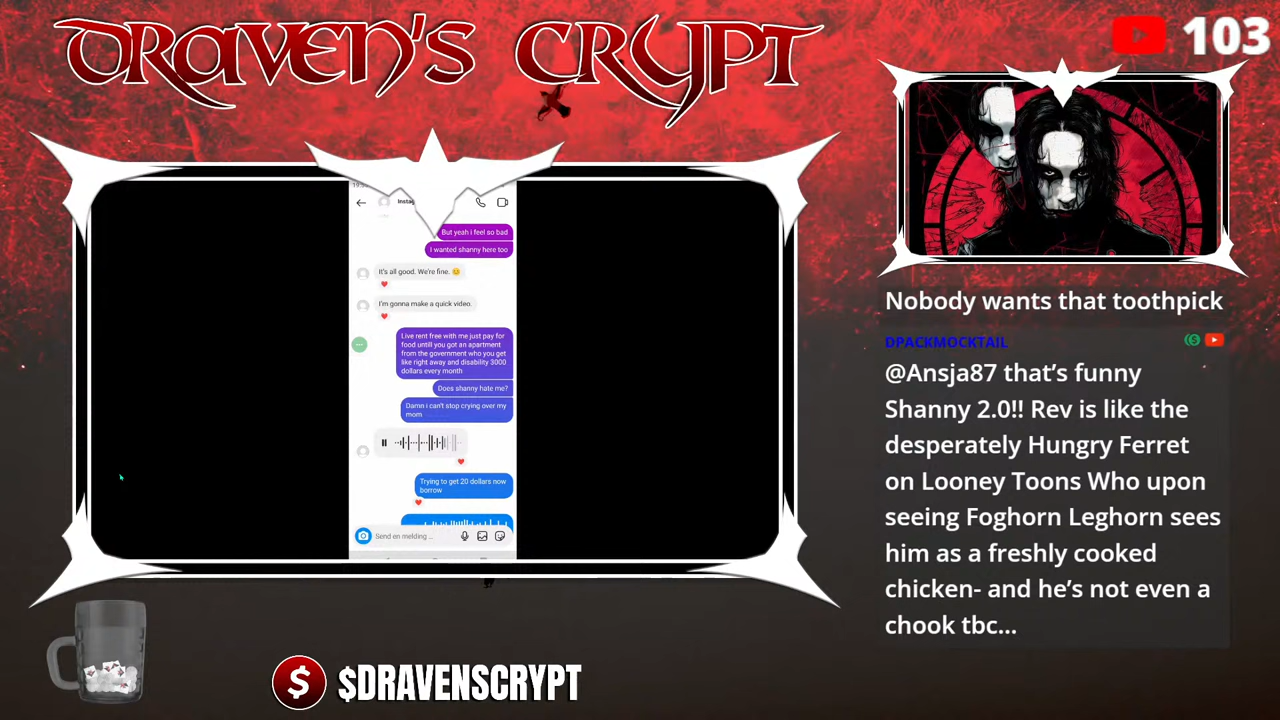 DRAVEN'S CRYPT
103
But yeah i feel so bad
I wanted shanny here too
It's all good. We're fine. 😊
I'm gonna make a quick video.
Live rent free with me just pay for
food untill you got an apartment
from the government who you get
like right away and disability 3000
dollars every month
Does shanny hate me?
Damn i can't stop crying over my
mom
Trying to get 20 dollars now
borrow
Send en melding ...
Nobody wants that toothpick
DPACKMOCKTAIL
@Ansja87 that's funny
Shanny 2.0!! Rev is like the
desperately Hungry Ferret
on Looney Toons Who upon
seeing Foghorn Leghorn sees
him as a freshly cooked
chicken- and he's not even a
chook tbc...
$ $DRAVENSCRYPT